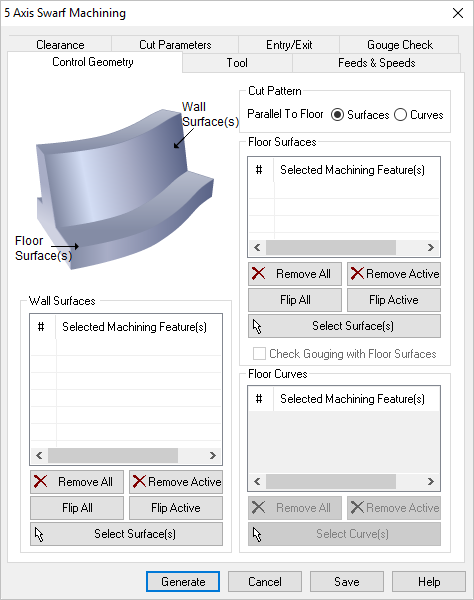 5 Axis Swarf Machining
Clearance Cut Parameters Entry/Exit Gouge Check
Control Geometry Tool Feeds & Speeds
Wall
Surface(s)
Floor
Surface(s)
Cut Pattern
Parallel To Floor Surfaces Curves
Floor Surfaces
# Selected Machining Feature(s)
Remove All Remove Active
Flip All Flip Active
Select Surface(s)
Check Gouging with Floor Surfaces
Wall Surfaces
# Selected Machining Feature(s)
Remove All Remove Active
Flip All Flip Active
Select Surface(s)
Floor Curves
# Selected Machining Feature(s)
Remove All Remove Active
Select Curve(s)
Generate Cancel Save Help